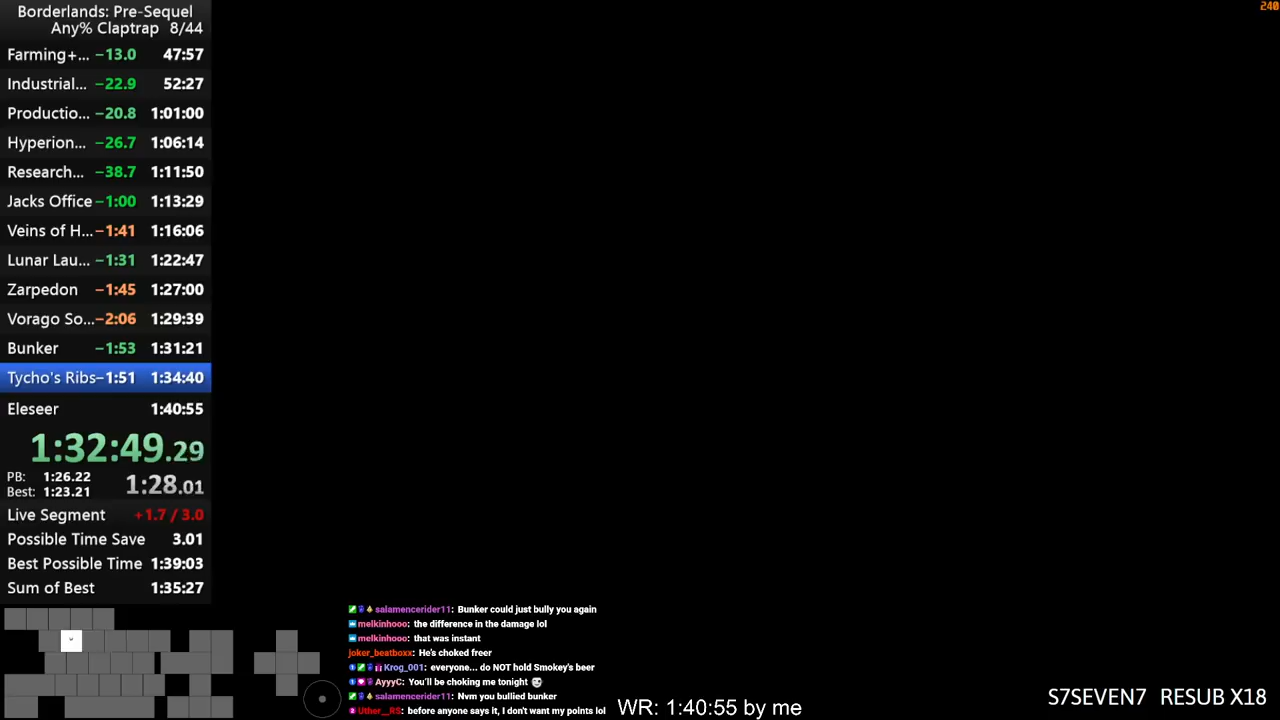 Borderlands: Pre-Sequel
Any% Claptrap 8/44
Farming+... −13.0 47:57
Industrial... −22.9 52:27
Productio... −20.8 1:01:00
Hyperion... −26.7 1:06:14
Research... −38.7 1:11:50
Jacks Office −1:00 1:13:29
Veins of H... −1:41 1:16:06
Lunar Lau... −1:31 1:22:47
Zarpedon −1:45 1:27:00
Vorago So... −2:06 1:29:39
Bunker −1:53 1:31:21
Tycho's Ribs −1:51 1:34:40
Eleseer 1:40:55
1:32:49.29
PB: 1:26.22
Best: 1:23.21
1:28.01
Live Segment +1.7 / 3.0
Possible Time Save 3.01
Best Possible Time 1:39:03
Sum of Best 1:35:27
240
salamencerider11: Bunker could just bully you again
melkinhooo: the difference in the damage lol
melkinhooo: that was instant
joker_beatboxx: He's choked freer
Krog_001: everyone... do NOT hold Smokey's beer
AyyyC: You'll be choking me tonight
salamencerider11: Nvm you bullied bunker
Uther__RS: before anyone says it, I don't want my points lol
WR: 1:40:55 by me
S7SEVEN7 RESUB X18